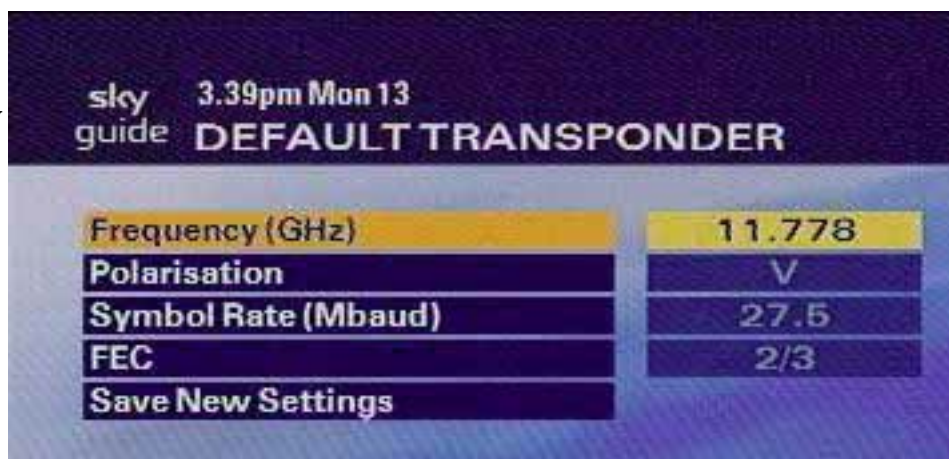 sky guide
3.39pm Mon 13
DEFAULT TRANSPONDER
Frequency (GHz) 11.778
Polarisation V
Symbol Rate (Mbaud) 27.5
FEC 2/3
Save New Settings